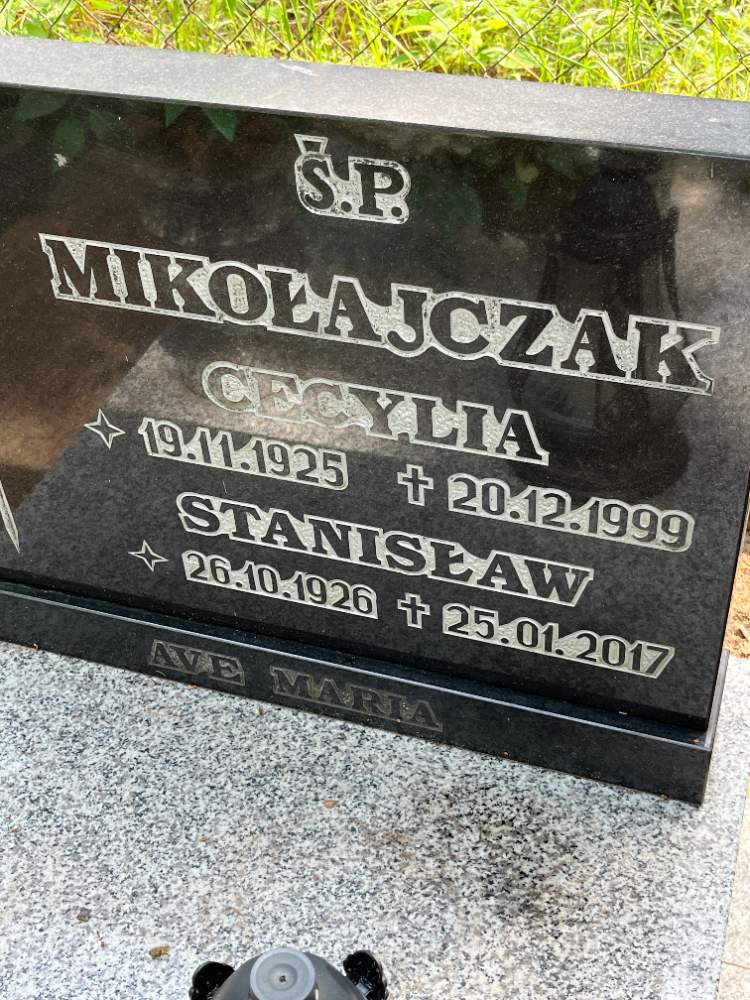 Ś.P.
MIKOŁAJCZAK
CECYLIA
19.11.1925 20.12.1999
STANISŁAW
26.10.1926 25.01.2017
AVE MARIA